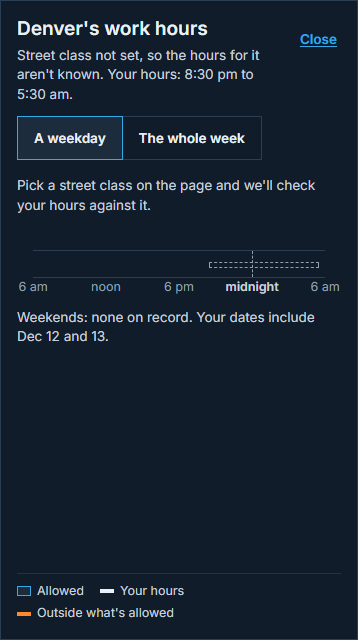 Denver's work hours
Close
Street class not set, so the hours for it
aren't known. Your hours: 8:30 pm to
5:30 am.
A weekday
The whole week
Pick a street class on the page and we'll check
your hours against it.
6 am noon 6 pm midnight 6 am
Weekends: none on record. Your dates include
Dec 12 and 13.
Allowed
Your hours
Outside what's allowed